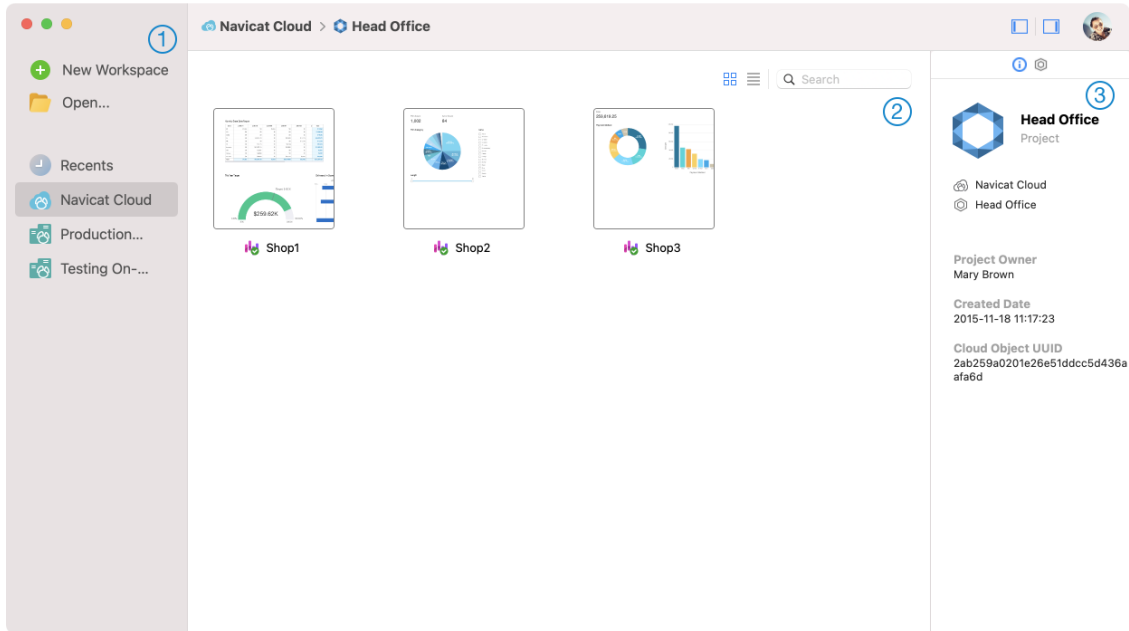 Navicat Cloud > Head Office
1
New Workspace
Open...
Recents
Navicat Cloud
Production...
Testing On-...
Search
2
$259.62K
Shop1
Shop2
Shop3
3
Head Office
Project
Navicat Cloud
Head Office
Project Owner
Mary Brown
Created Date
2015-11-18 11:17:23
Cloud Object UUID
2ab259a0201e26e51ddcc5d436a
afa6d